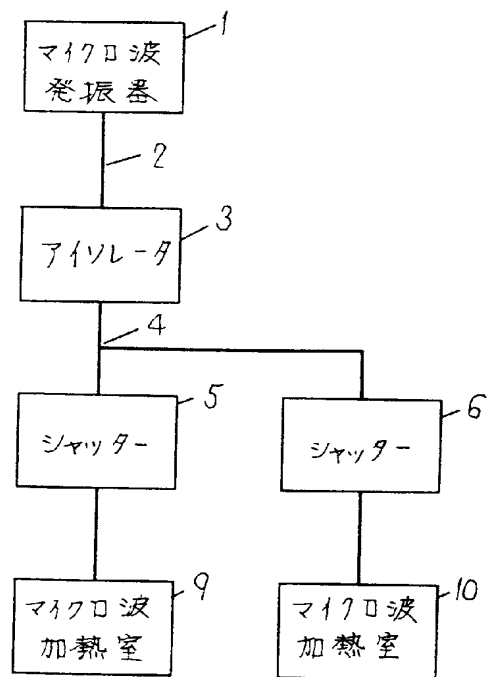 1
マイクロ波
発振器
2
3
アイソレータ
4
5
シャッター
6
シャッター
9
マイクロ波
加熱室
10
マイクロ波
加熱室